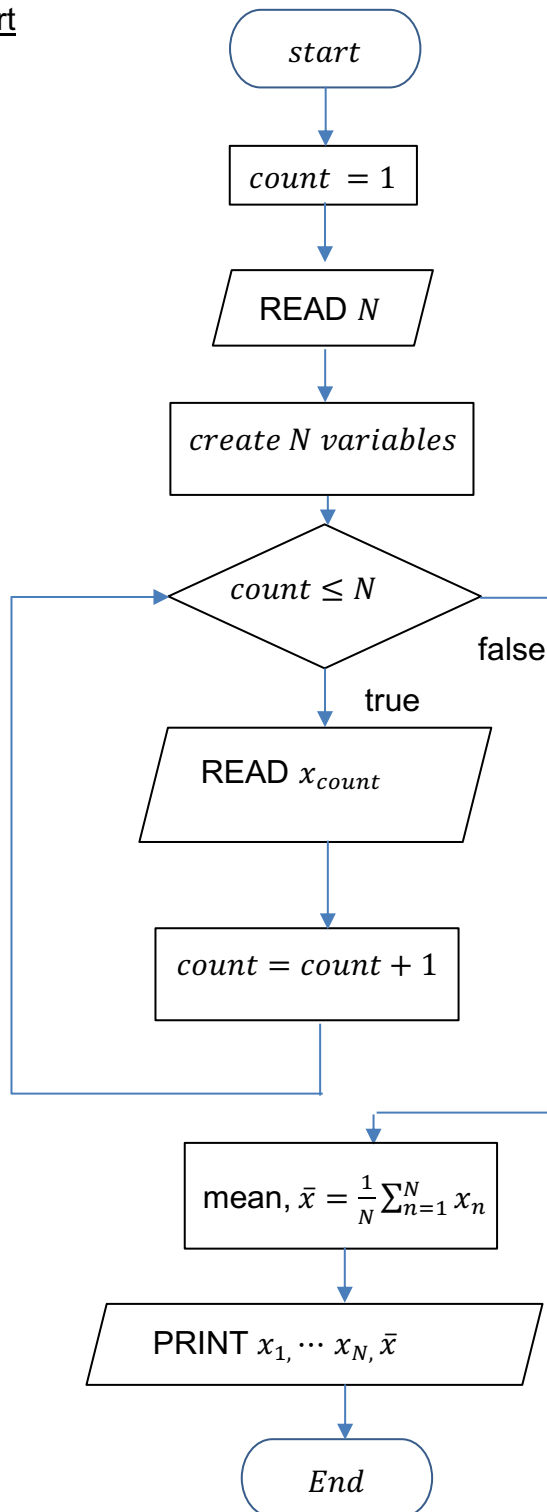 rt
start
count = 1
READ N
create N variables
count ≤ N
false
true
READ x_count
count = count + 1
mean, x̄ = 1/N ∑_{n=1}^{N} x_n
PRINT x_1, ⋯ x_N, x̄
End